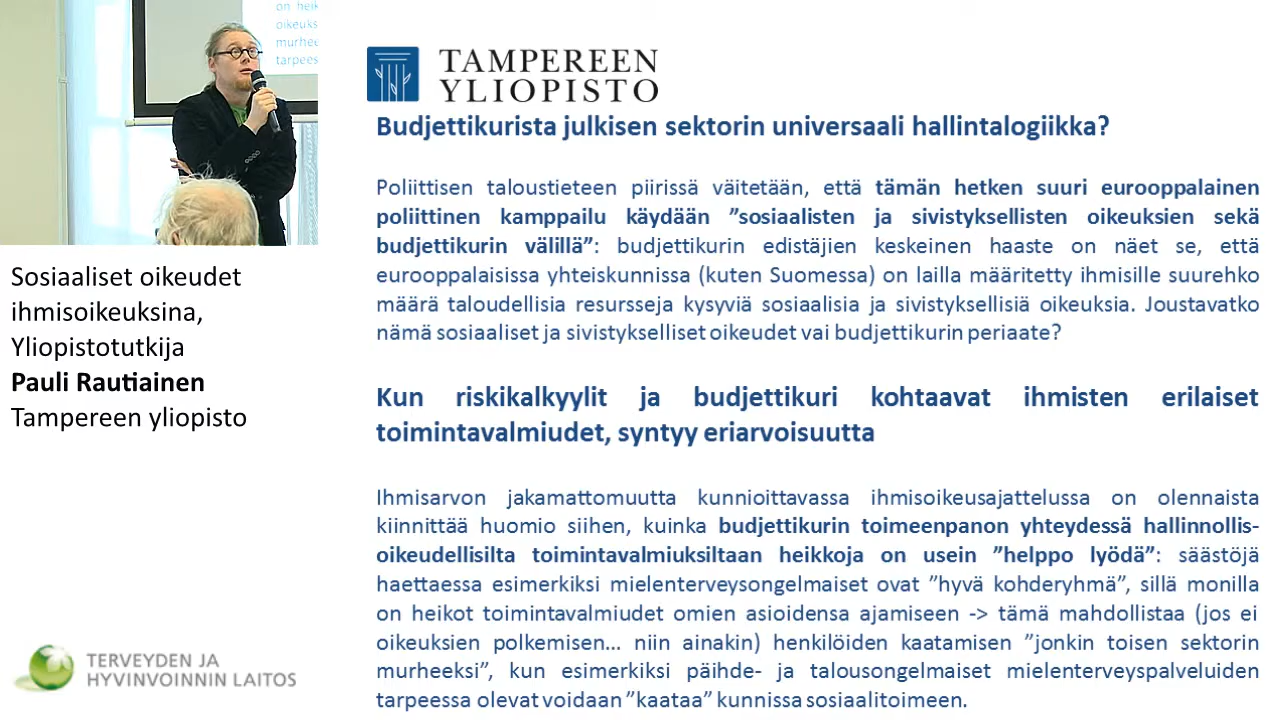 on heik
oikeuks
murhee
tarpees
Sosiaaliset oikeudet
ihmisoikeuksina,
Yliopistotutkija
Pauli Rautiainen
Tampereen yliopisto
TERVEYDEN JA
HYVINVOINNIN LAITOS
TAMPEREEN
YLIOPISTO
Budjettikurista julkisen sektorin universaali hallintalogiikka?
Poliittisen taloustieteen piirissä väitetään, että tämän hetken suuri eurooppalainen
poliittinen kamppailu käydään ”sosiaalisten ja sivistyksellisten oikeuksien sekä
budjettikurin välillä”: budjettikurin edistäjien keskeinen haaste on näet se, että
eurooppalaisissa yhteiskunnissa (kuten Suomessa) on lailla määritetty ihmisille suurehko
määrä taloudellisia resursseja kysyviä sosiaalisia ja sivistyksellisiä oikeuksia. Joustavatko
nämä sosiaaliset ja sivistykselliset oikeudet vai budjettikurin periaate?
Kun riskikalkyylit ja budjettikuri kohtaavat ihmisten erilaiset
toimintavalmiudet, syntyy eriarvoisuutta
Ihmisarvon jakamattomuutta kunnioittavassa ihmisoikeusajattelussa on olennaista
kiinnittää huomio siihen, kuinka budjettikurin toimeenpanon yhteydessä hallinnollis-
oikeudellisilta toimintavalmiuksiltaan heikkoja on usein ”helppo lyödä”: säästöjä
haettaessa esimerkiksi mielenterveysongelmaiset ovat ”hyvä kohderyhmä”, sillä monilla
on heikot toimintavalmiudet omien asioidensa ajamiseen -> tämä mahdollistaa (jos ei
oikeuksien polkemisen... niin ainakin) henkilöiden kaatamisen ”jonkin toisen sektorin
murheeksi”, kun esimerkiksi päihde- ja talousongelmaiset mielenterveyspalveluiden
tarpeessa olevat voidaan ”kaataa” kunnissa sosiaalitoimeen.